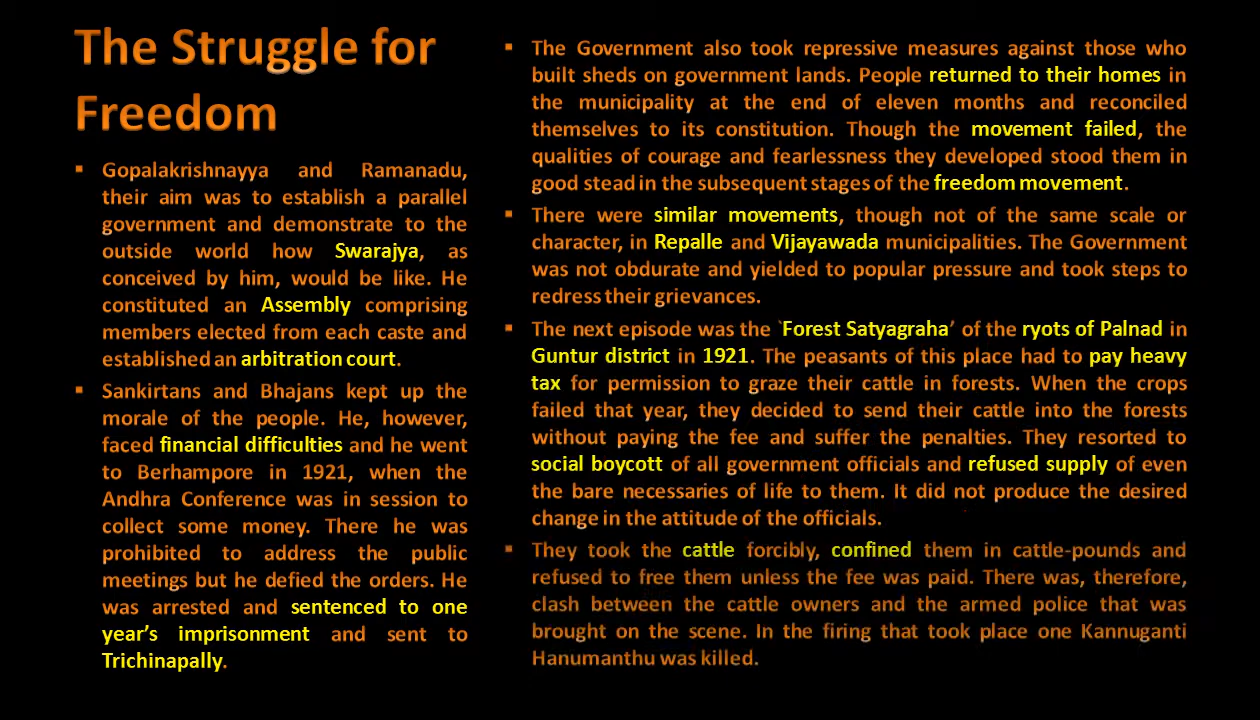 The Struggle for
Freedom
▪ Gopalakrishnayya and Ramanadu,
their aim was to establish a parallel
government and demonstrate to the
outside world how Swarajya, as
conceived by him, would be like. He
constituted an Assembly comprising
members elected from each caste and
established an arbitration court.
▪ Sankirtans and Bhajans kept up the
morale of the people. He, however,
faced financial difficulties and he went
to Berhampore in 1921, when the
Andhra Conference was in session to
collect some money. There he was
prohibited to address the public
meetings but he defied the orders. He
was arrested and sentenced to one
year’s imprisonment and sent to
Trichinapally.
▪ The Government also took repressive measures against those who
built sheds on government lands. People returned to their homes in
the municipality at the end of eleven months and reconciled
themselves to its constitution. Though the movement failed, the
qualities of courage and fearlessness they developed stood them in
good stead in the subsequent stages of the freedom movement.
▪ There were similar movements, though not of the same scale or
character, in Repalle and Vijayawada municipalities. The Government
was not obdurate and yielded to popular pressure and took steps to
redress their grievances.
▪ The next episode was the `Forest Satyagraha’ of the ryots of Palnad in
Guntur district in 1921. The peasants of this place had to pay heavy
tax for permission to graze their cattle in forests. When the crops
failed that year, they decided to send their cattle into the forests
without paying the fee and suffer the penalties. They resorted to
social boycott of all government officials and refused supply of even
the bare necessaries of life to them. It did not produce the desired
change in the attitude of the officials.
▪ They took the cattle forcibly, confined them in cattle-pounds and
refused to free them unless the fee was paid. There was, therefore,
clash between the cattle owners and the armed police that was
brought on the scene. In the firing that took place one Kannuganti
Hanumanthu was killed.